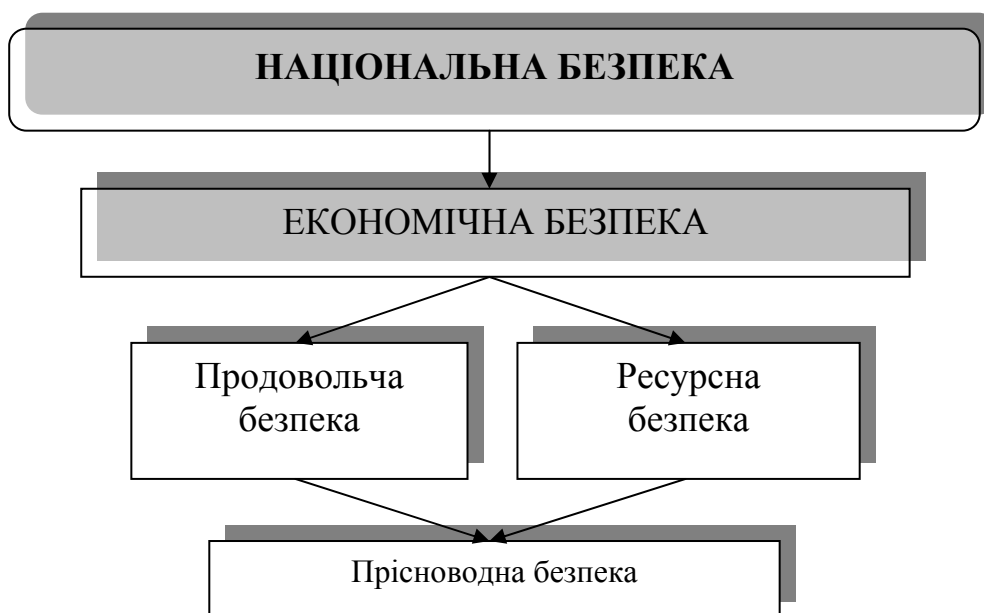 НАЦІОНАЛЬНА БЕЗПЕКА
ЕКОНОМІЧНА БЕЗПЕКА
Продовольча
безпека
Ресурсна
безпека
Прісноводна безпека